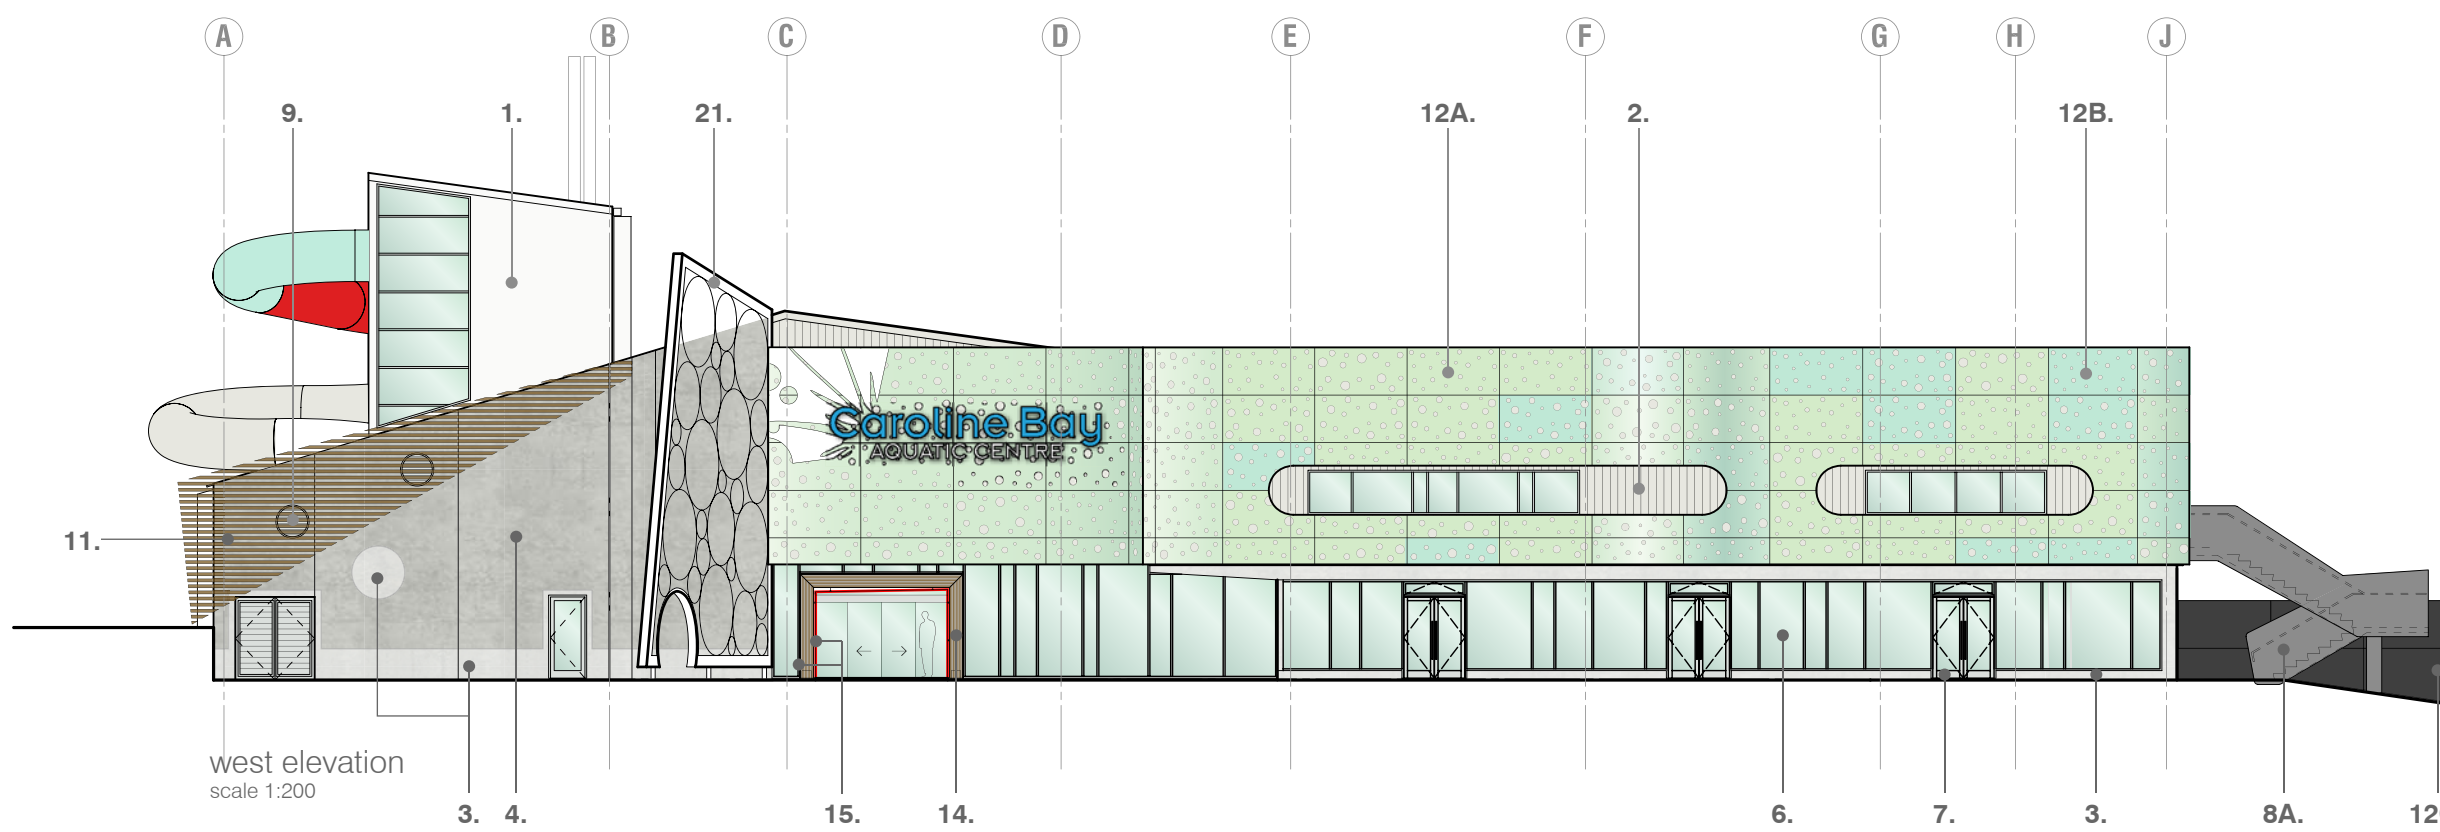 A B C D E F G H J
9. 1. 21. 12A. 2. 12B.
Caroline Bay
AQUATIC CENTRE
11.
west elevation
scale 1:200
3. 4. 15. 14. 6. 7. 3. 8A. 12